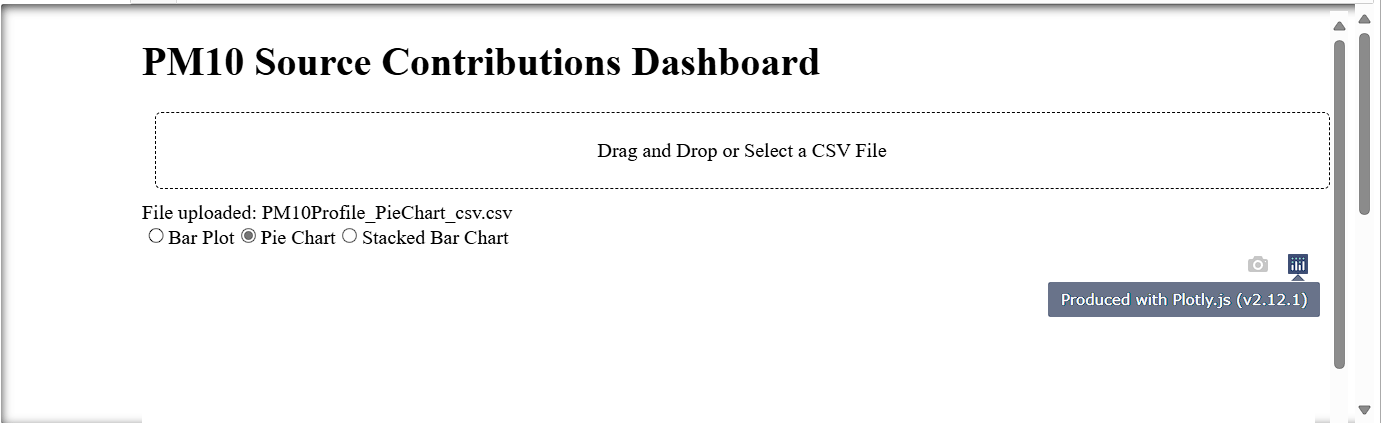 PM10 Source Contributions Dashboard
Drag and Drop or Select a CSV File
File uploaded: PM10Profile_PieChart_csv.csv
Bar Plot Pie Chart Stacked Bar Chart
Produced with Plotly.js (v2.12.1)